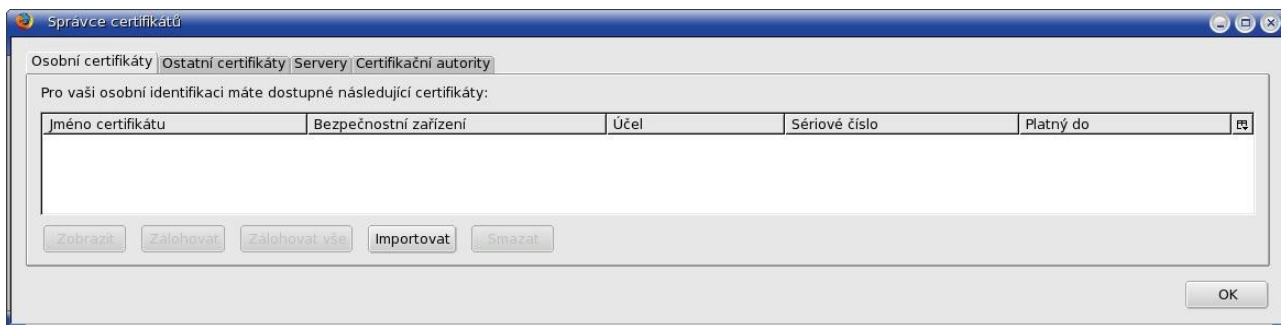 Správce certifikátů
Osobní certifikáty Ostatní certifikáty Servery Certifikační autority
Pro vaši osobní identifikaci máte dostupné následující certifikáty:
Jméno certifikátu Bezpečnostní zařízení Účel Sériové číslo Platný do
Zobrazit Zálohovat Zálohovat vše Importovat Smazat
OK